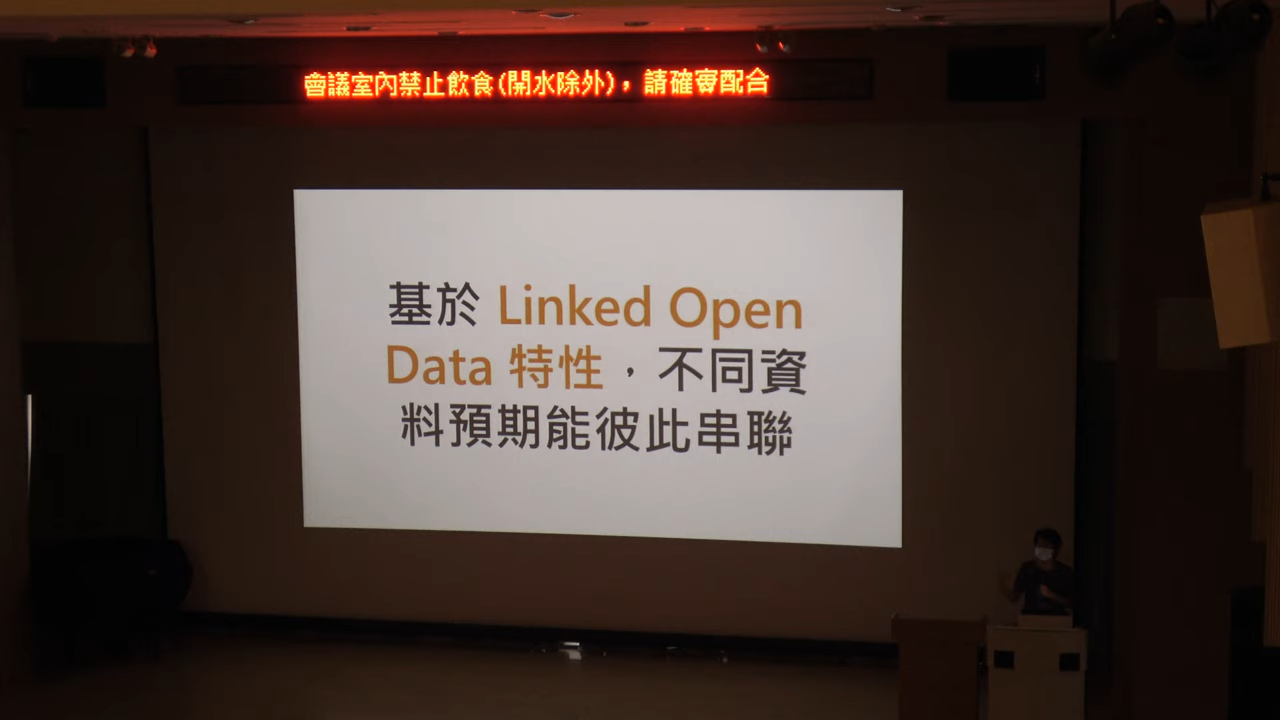 會議室內禁止飲食(開水除外)，請確實配合
基於 Linked Open
Data 特性，不同資
料預期能彼此串聯